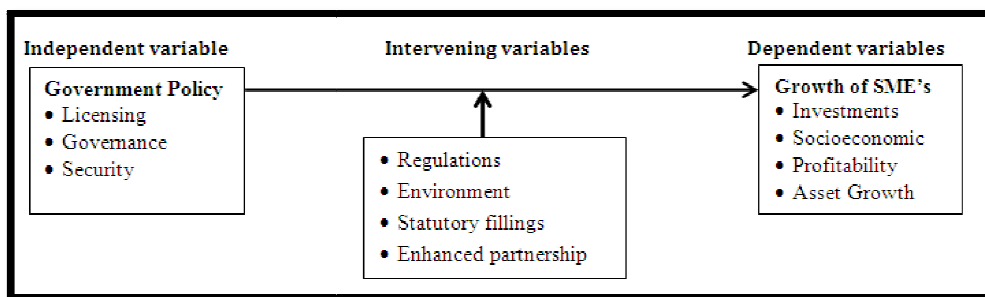 Independent variable
Intervening variables
Dependent variables
Government Policy
• Licensing
• Governance
• Security
• Regulations
• Environment
• Statutory fillings
• Enhanced partnership
Growth of SME's
• Investments
• Socioeconomic
• Profitability
• Asset Growth